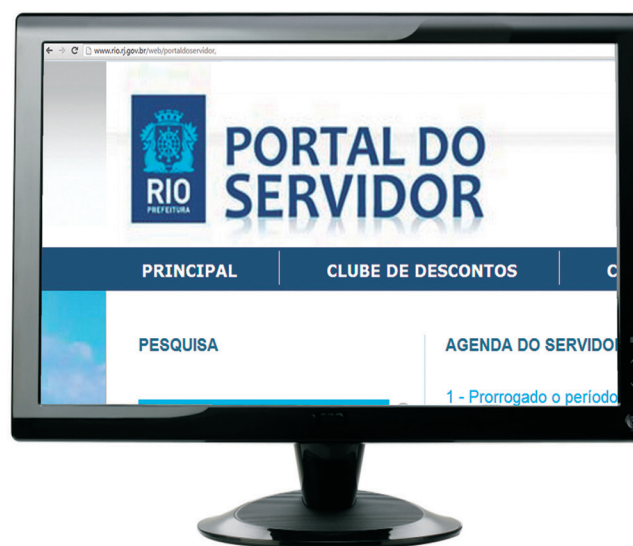 www.rio.rj.gov.br/web/portaldoservidor,
RIO
PREFEITURA
PORTAL DO
SERVIDOR
PRINCIPAL
CLUBE DE DESCONTOS
C
PESQUISA
AGENDA DO SERVIDO
1 - Prorrogado o período